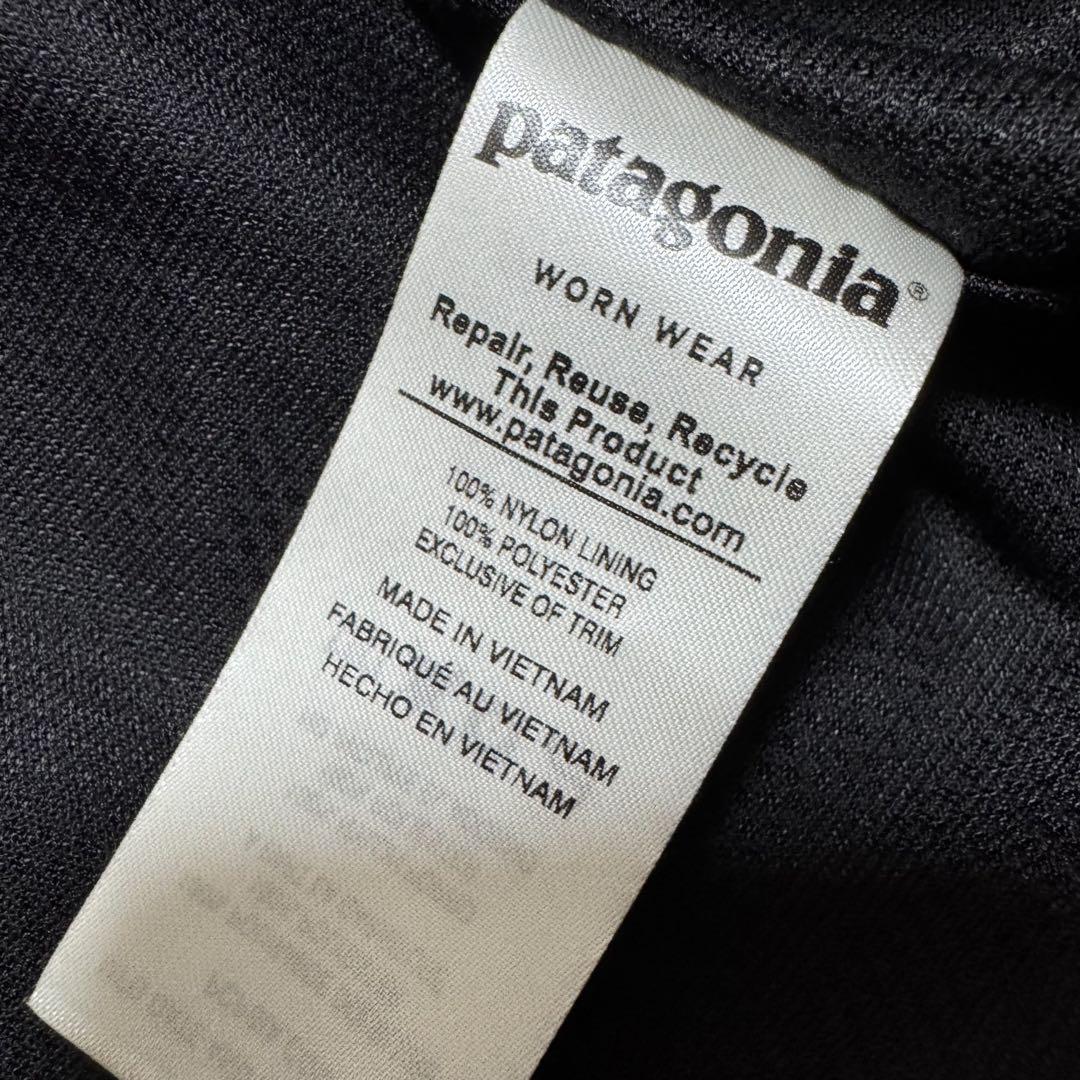 patagonia®
WORN WEAR
Repair, Reuse, Recycle
This Product
www.patagonia.com
100% NYLON LINING
100% POLYESTER
EXCLUSIVE OF TRIM
MADE IN VIETNAM
FABRIQUÉ AU VIETNAM
HECHO EN VIETNAM